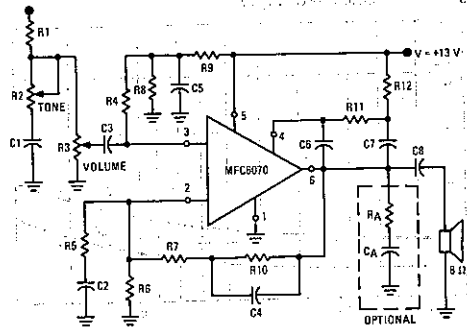 R1
R2
TONE
C1
R3
VOLUME
C3
R4
R8
C5
R9
V = +13 V
R12
R11
C6
C7
C8
3
5
4
MFC6070
6
2
1
R5
C2
R6
R7
R10
C4
RA
CA
OPTIONAL
8 Ω